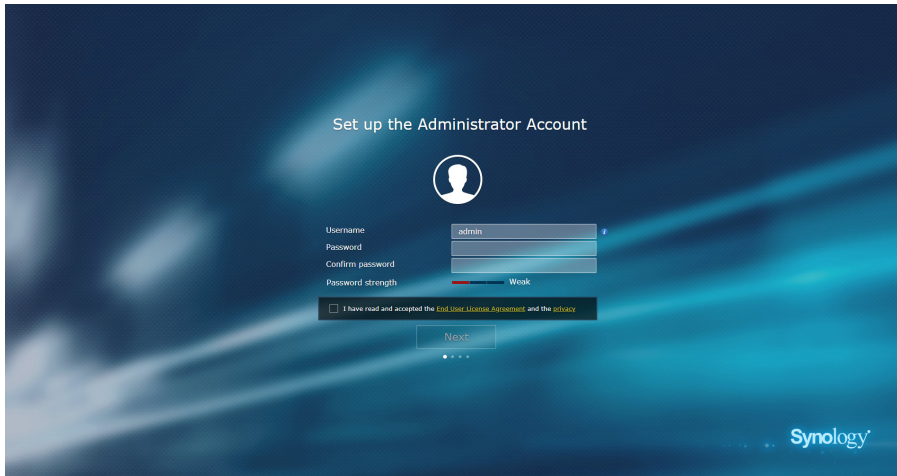 Set up the Administrator Account
Username admin i
Password
Confirm password
Password strength Weak
I have read and accepted the End User License Agreement and the privacy
Next
Synology